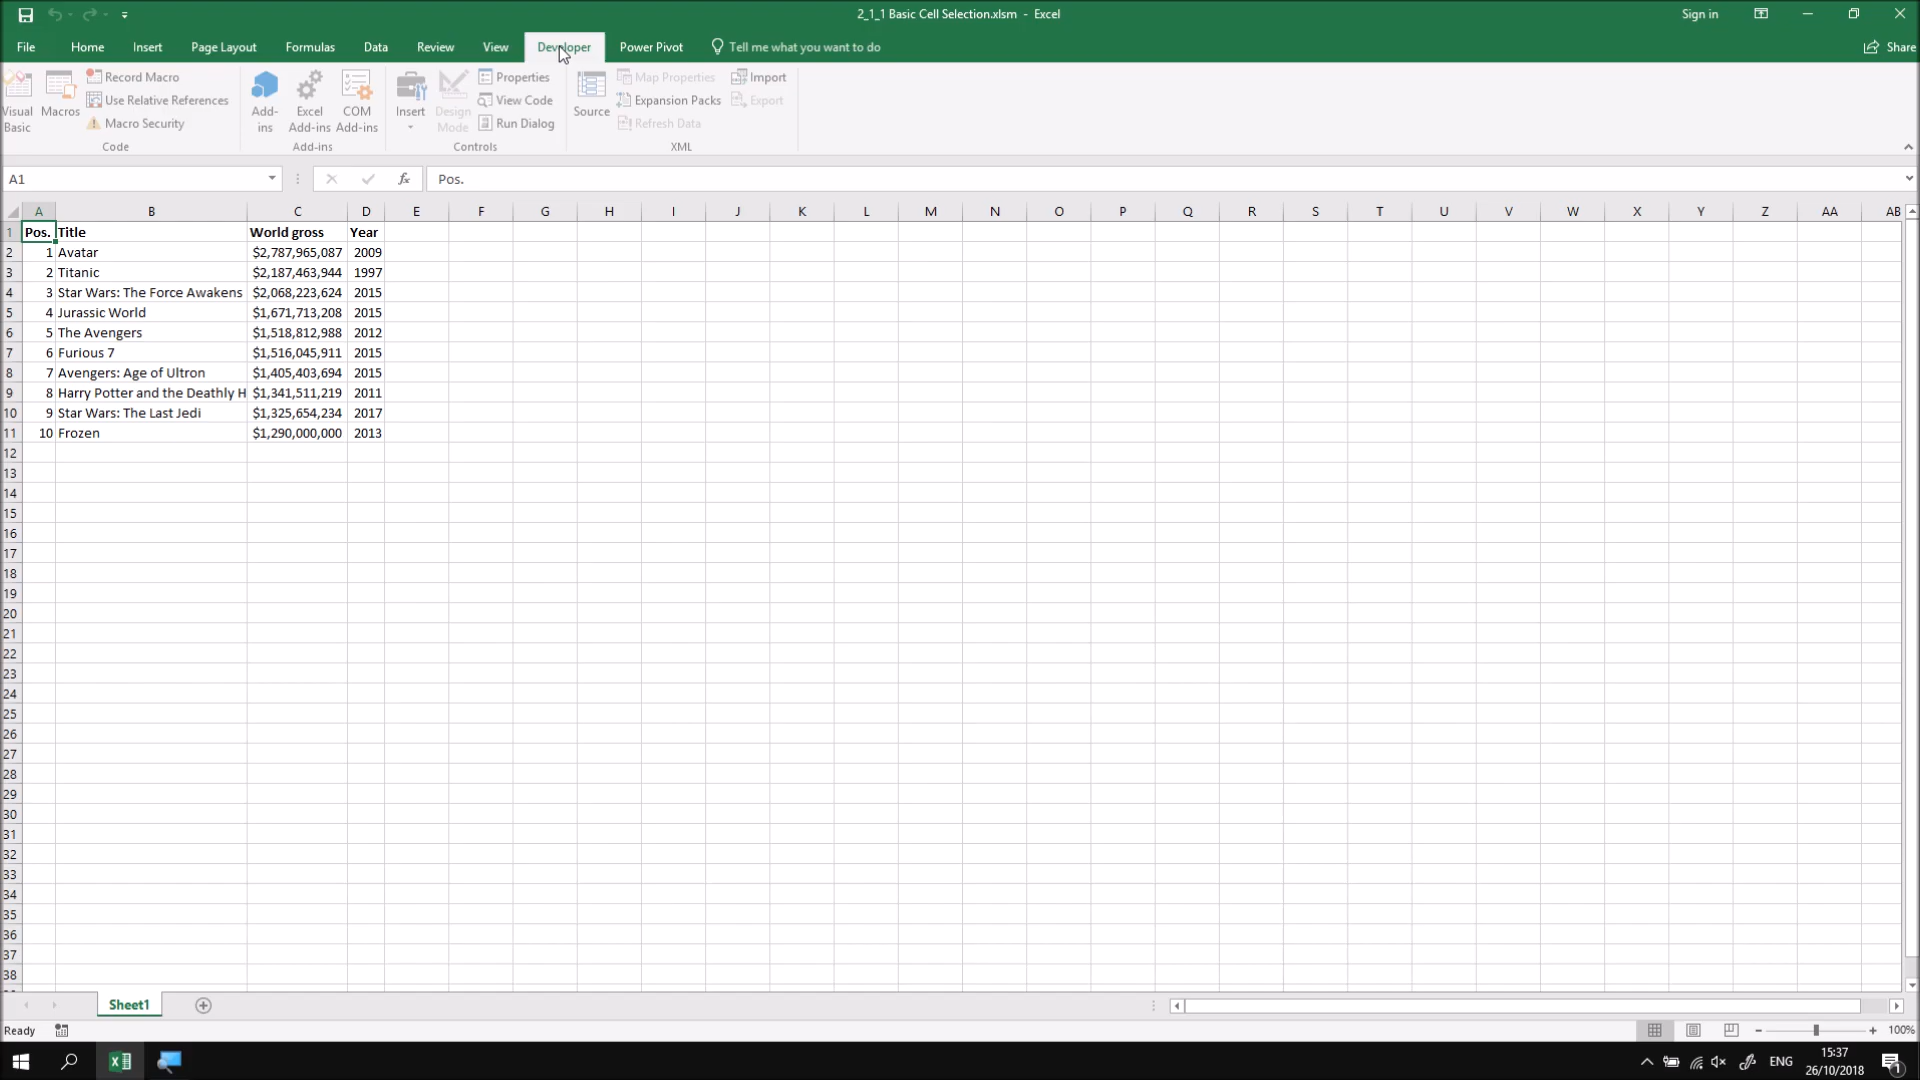 2_1_1 Basic Cell Selection.xlsm - Excel
Sign in
File Home Insert Page Layout Formulas Data Review View Developer Power Pivot Tell me what you want to do Share
Visual Basic
Macros
Record Macro
Use Relative References
Macro Security
Code
Add-ins
Excel Add-ins
COM Add-ins
Add-ins
Insert
Design Mode
Properties
View Code
Run Dialog
Controls
Source
Map Properties
Expansion Packs
Refresh Data
Import
Export
XML
A1 fx Pos.
A B C D E F G H I J K L M N O P Q R S T U V W X Y Z AA AB
1 Pos. Title World gross Year
2 1 Avatar $2,787,965,087 2009
3 2 Titanic $2,187,463,944 1997
4 3 Star Wars: The Force Awakens $2,068,223,624 2015
5 4 Jurassic World $1,671,713,208 2015
6 5 The Avengers $1,518,812,988 2012
7 6 Furious 7 $1,516,045,911 2015
8 7 Avengers: Age of Ultron $1,405,403,694 2015
9 8 Harry Potter and the Deathly H $1,341,511,219 2011
10 9 Star Wars: The Last Jedi $1,325,654,234 2017
11 10 Frozen $1,290,000,000 2013
12
13
14
15
16
17
18
19
20
21
22
23
24
25
26
27
28
29
30
31
32
33
34
35
36
37
38
Sheet1
Ready
100%
ENG
15:37
26/10/2018
1